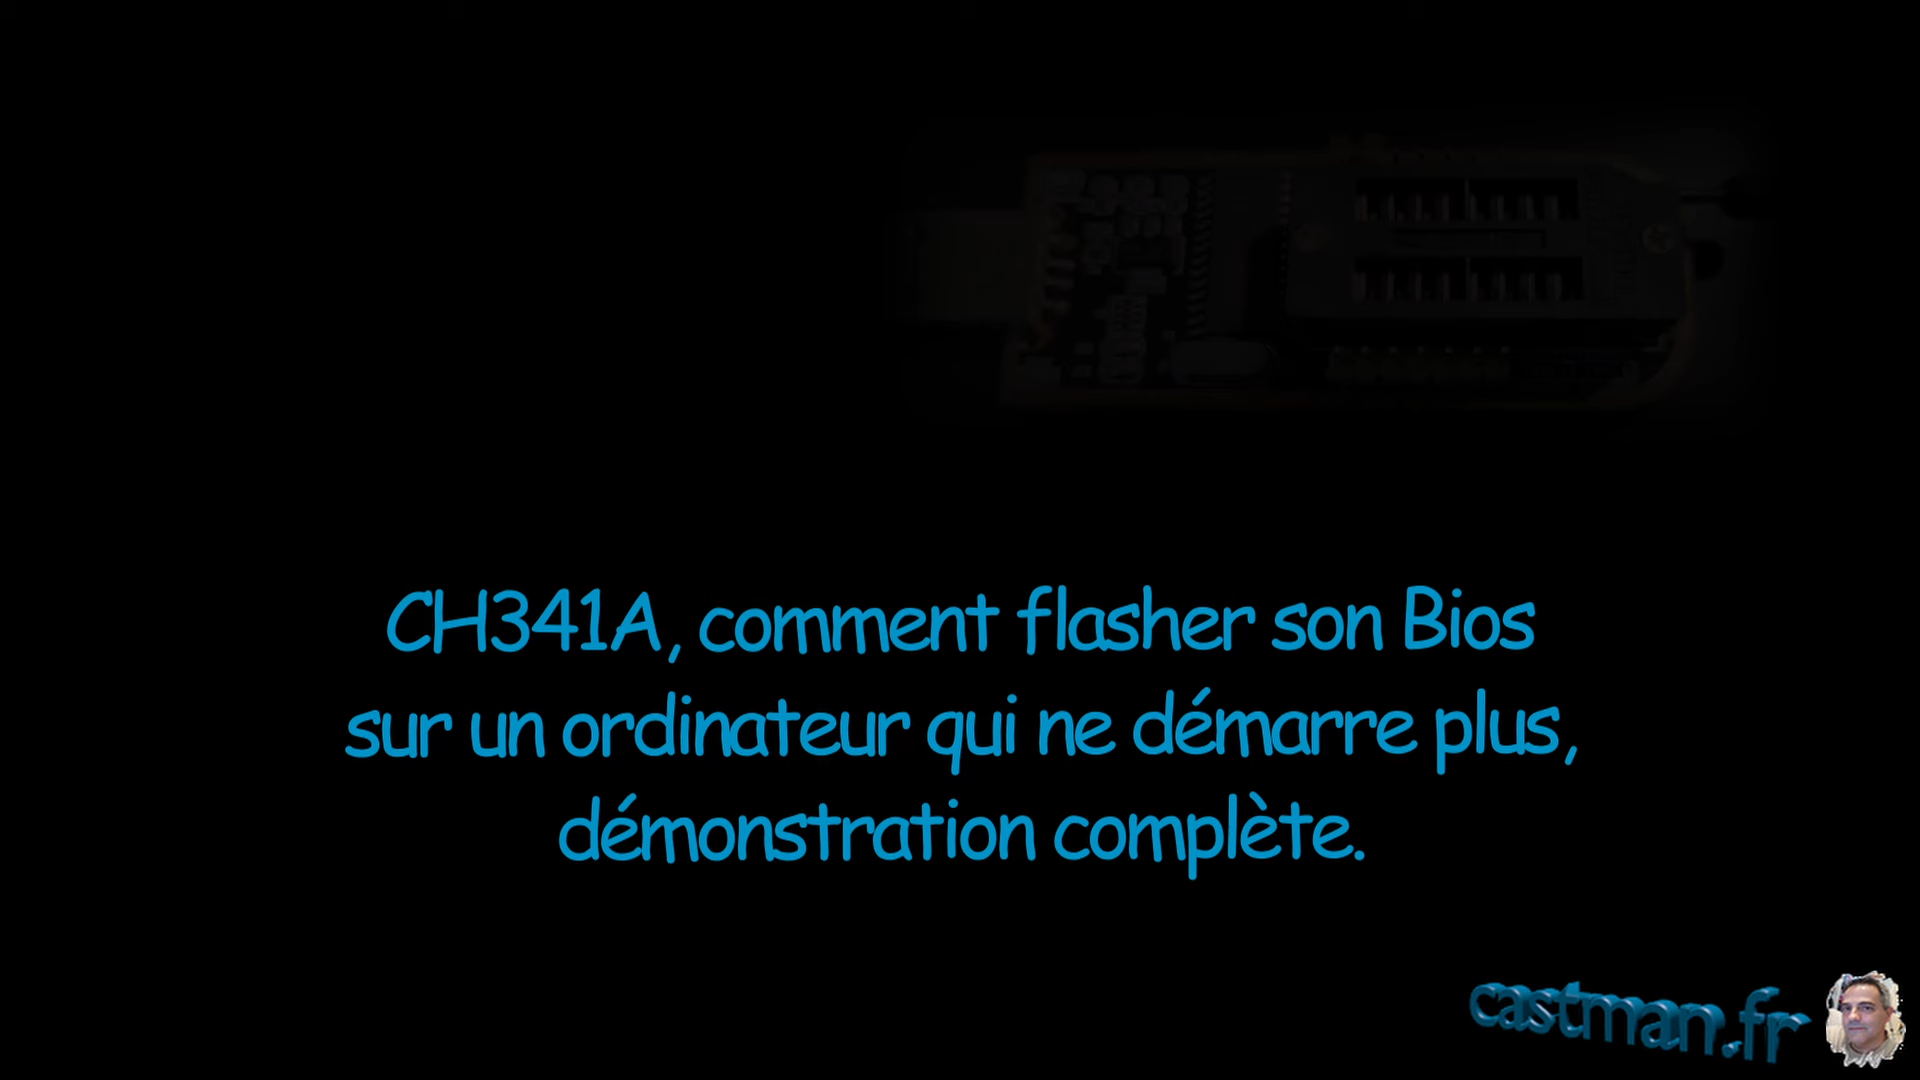 CH341A, comment flasher son Bios
sur un ordinateur qui ne démarre plus,
démonstration complète.
castman.fr